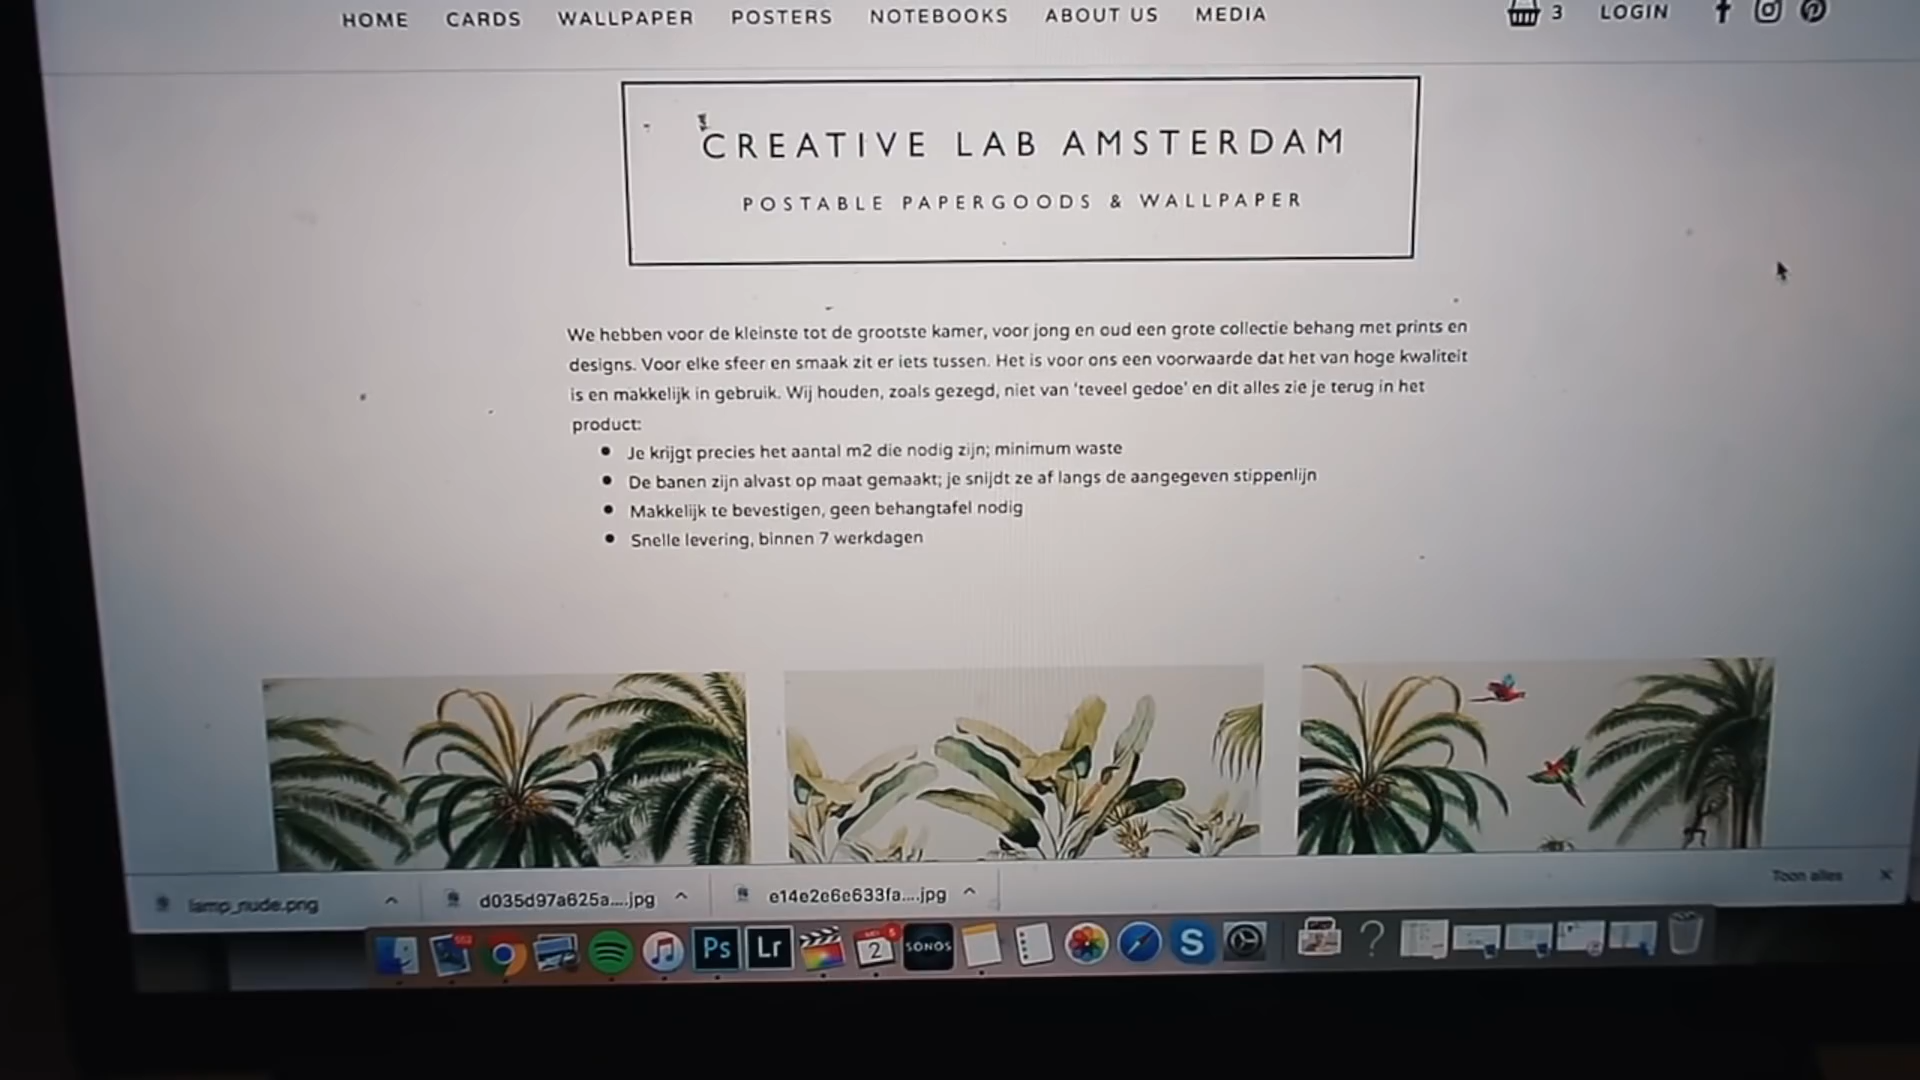 HOME CARDS WALLPAPER POSTERS NOTEBOOKS ABOUT US MEDIA 3 LOGIN
CREATIVE LAB AMSTERDAM
POSTABLE PAPERGOODS & WALLPAPER
We hebben voor de kleinste tot de grootste kamer, voor jong en oud een grote collectie behang met prints en
designs. Voor elke sfeer en smaak zit er iets tussen. Het is voor ons een voorwaarde dat het van hoge kwaliteit
is en makkelijk in gebruik. Wij houden, zoals gezegd, niet van 'teveel gedoe' en dit alles zie je terug in het
product:
Je krijgt precies het aantal m2 die nodig zijn; minimum waste
De banen zijn alvast op maat gemaakt; je snijdt ze af langs de aangegeven stippenlijn
Makkelijk te bevestigen, geen behangtafel nodig
Snelle levering, binnen 7 werkdagen
lamp_nude.png d035d97a625a....jpg e14e2e6e633fa....jpg Toon alles
Ps Lr 2 SONOS S ?